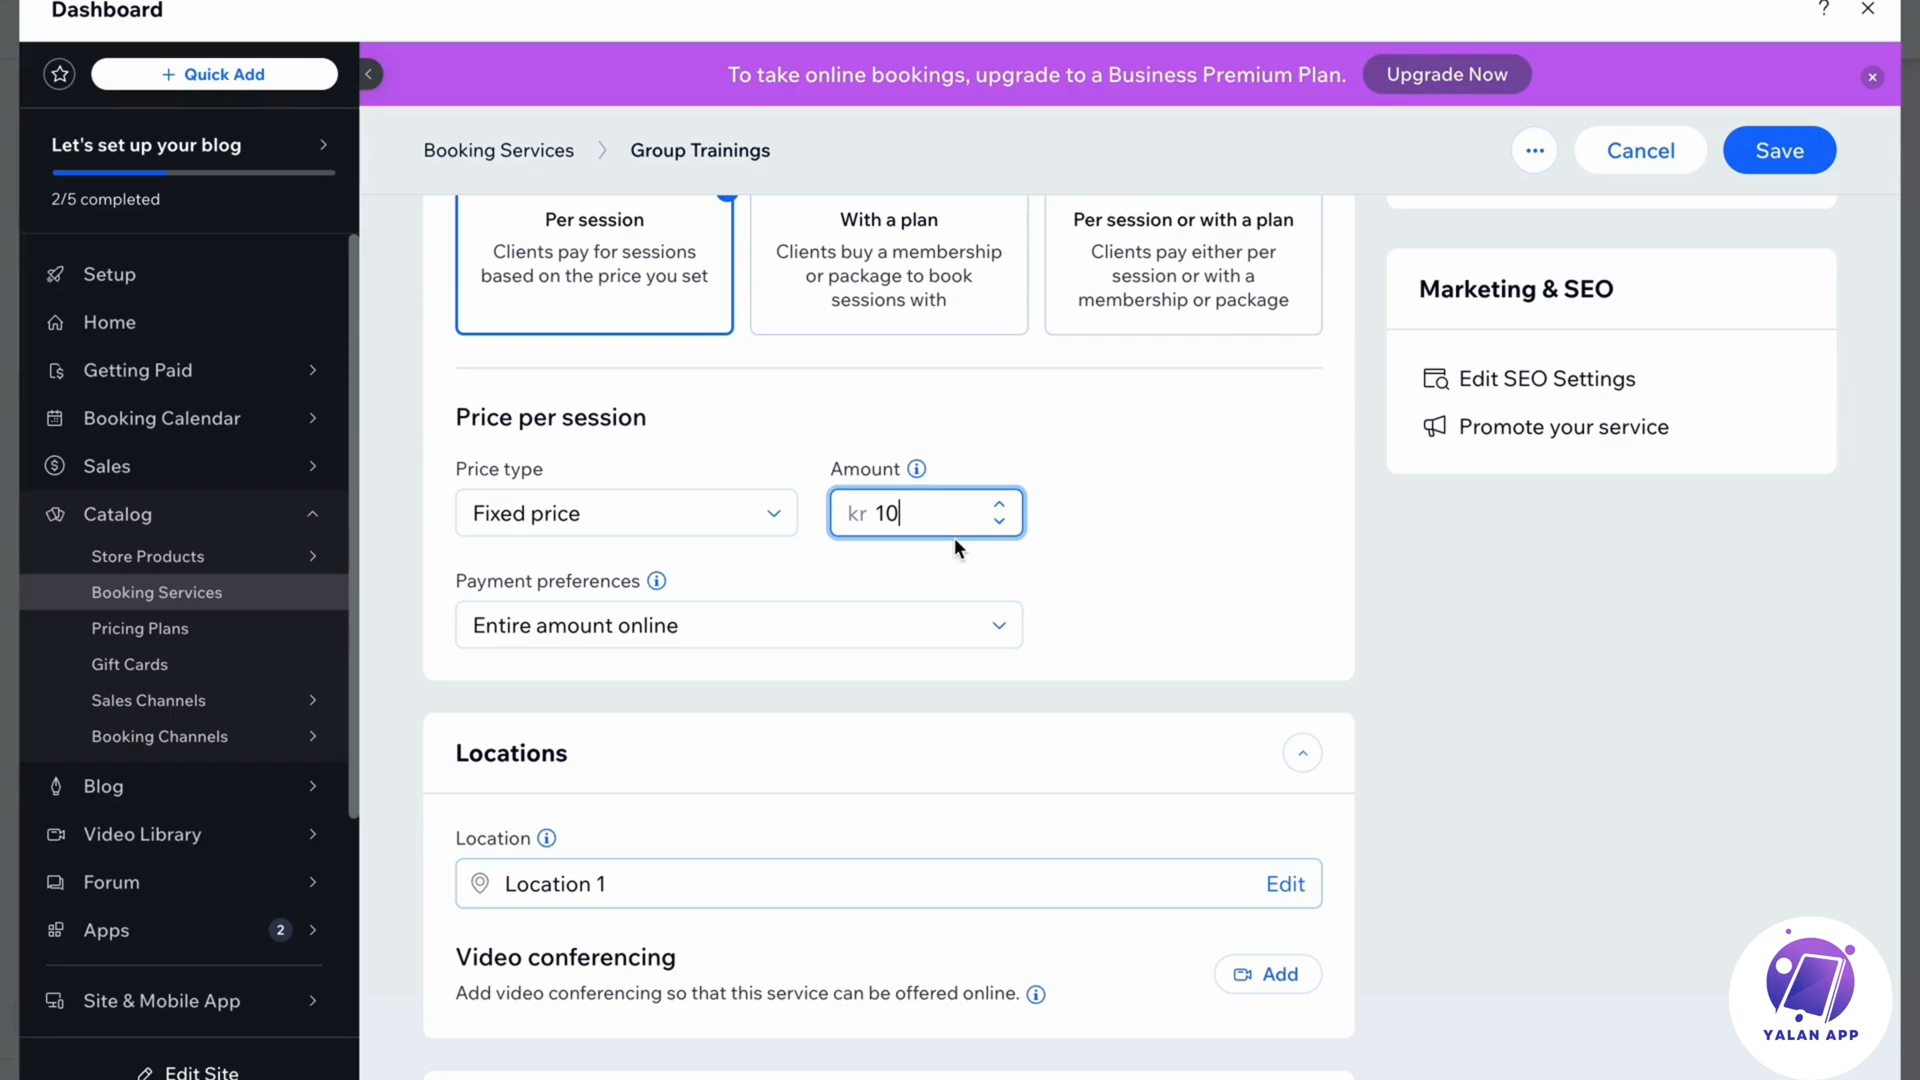 Dashboard
?
Quick Add
To take online bookings, upgrade to a Business Premium Plan.
Upgrade Now
Let's set up your blog
2/5 completed
Booking Services
Group Trainings
Cancel
Save
Setup
Home
Getting Paid
Booking Calendar
Sales
Catalog
Store Products
Booking Services
Pricing Plans
Gift Cards
Sales Channels
Booking Channels
Blog
Video Library
Forum
Apps
2
Site & Mobile App
Edit Site
Per session
Clients pay for sessions
based on the price you set
With a plan
Clients buy a membership
or package to book
sessions with
Per session or with a plan
Clients pay either per
session or with a
membership or package
Price per session
Price type
Amount
Fixed price
kr 10
Payment preferences
Entire amount online
Locations
Location
Location 1
Edit
Video conferencing
Add video conferencing so that this service can be offered online.
Add
Marketing & SEO
Edit SEO Settings
Promote your service
YALAN APP